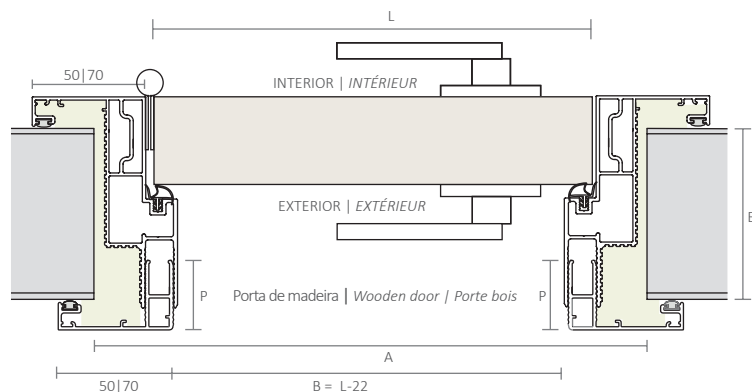 L
50|70
INTERIOR | INTÉRIEUR
EXTERIOR | EXTÉRIEUR
E
P
Porta de madeira | Wooden door | Porte bois
P
A
50|70
B = L-22